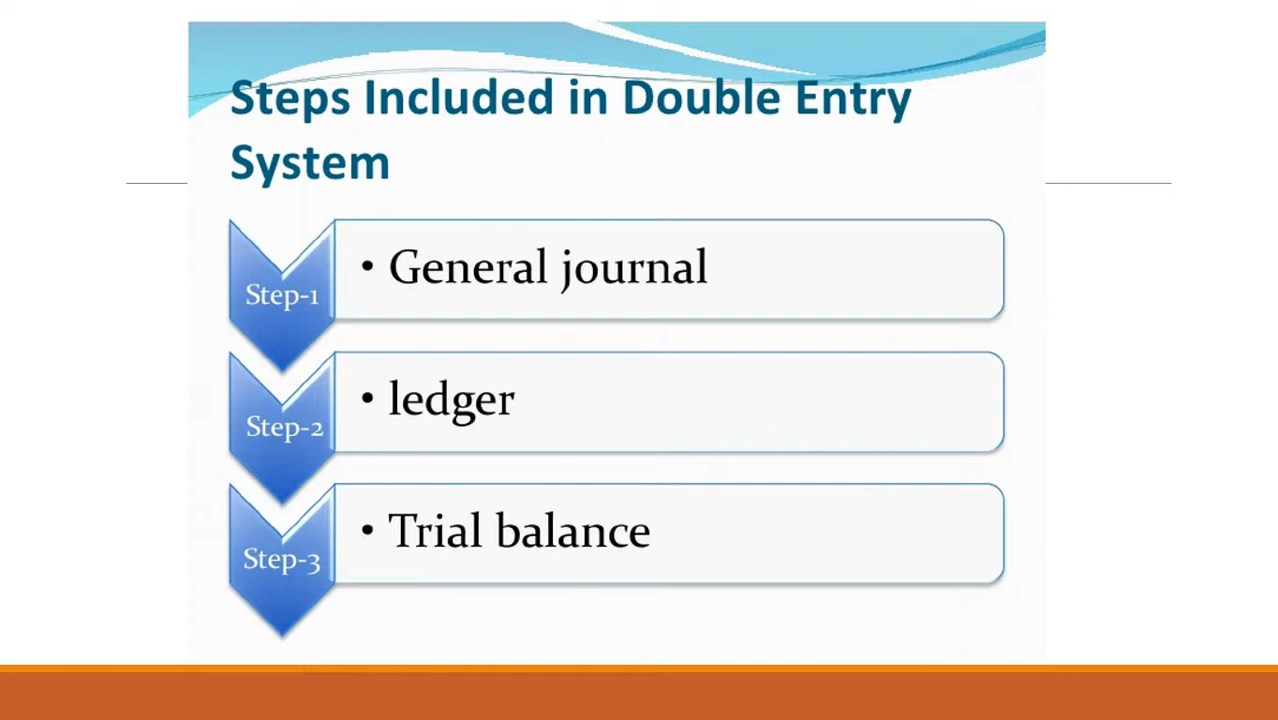 Steps Included in Double Entry
System
Step-1
• General journal
Step-2
• ledger
Step-3
• Trial balance